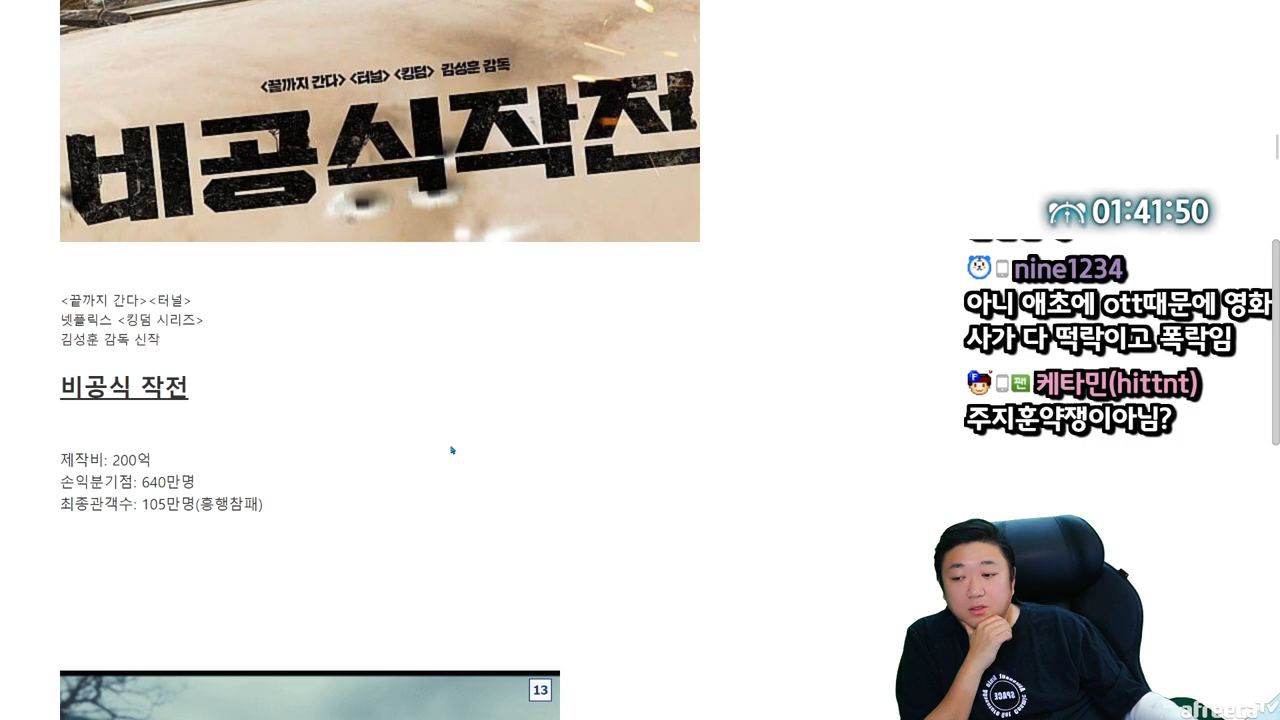 <끝까지 간다> <터널> <킹덤> 김성훈 감독
비공식작전
<끝까지 간다><터널>
넷플릭스 <킹덤 시리즈>
김성훈 감독 신작
비공식 작전
제작비: 200억
손익분기점: 640만명
최종관객수: 105만명(흥행참패)
13
01:41:50
nine1234
아니 애초에 ott때문에 영화
사가 다 떡락이고 폭락임
케타민(hittnt)
주지훈약쟁이아님?
SPACE
afreecaTV